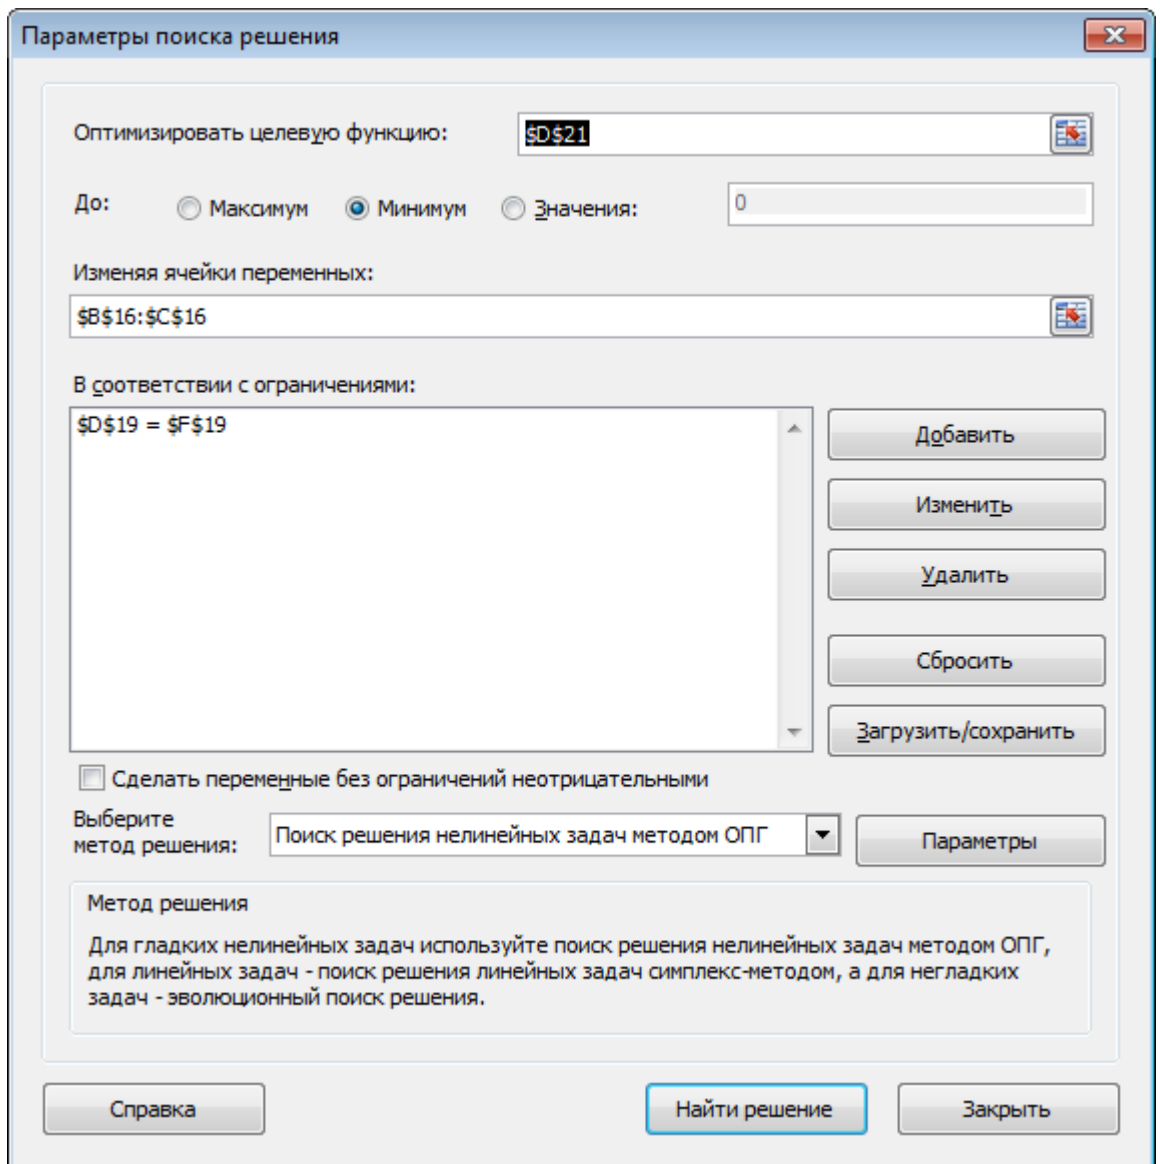 Параметры поиска решения
Оптимизировать целевую функцию:
$D$21
До:
Максимум
Минимум
Значения:
0
Изменяя ячейки переменных:
$B$16:$C$16
В соответствии с ограничениями:
$D$19 = $F$19
Добавить
Изменить
Удалить
Сбросить
Загрузить/сохранить
Сделать переменные без ограничений неотрицательными
Выберите
метод решения:
Поиск решения нелинейных задач методом ОПГ
Параметры
Метод решения
Для гладких нелинейных задач используйте поиск решения нелинейных задач методом ОПГ,
для линейных задач - поиск решения линейных задач симплекс-методом, а для негладких
задач - эволюционный поиск решения.
Справка
Найти решение
Закрыть